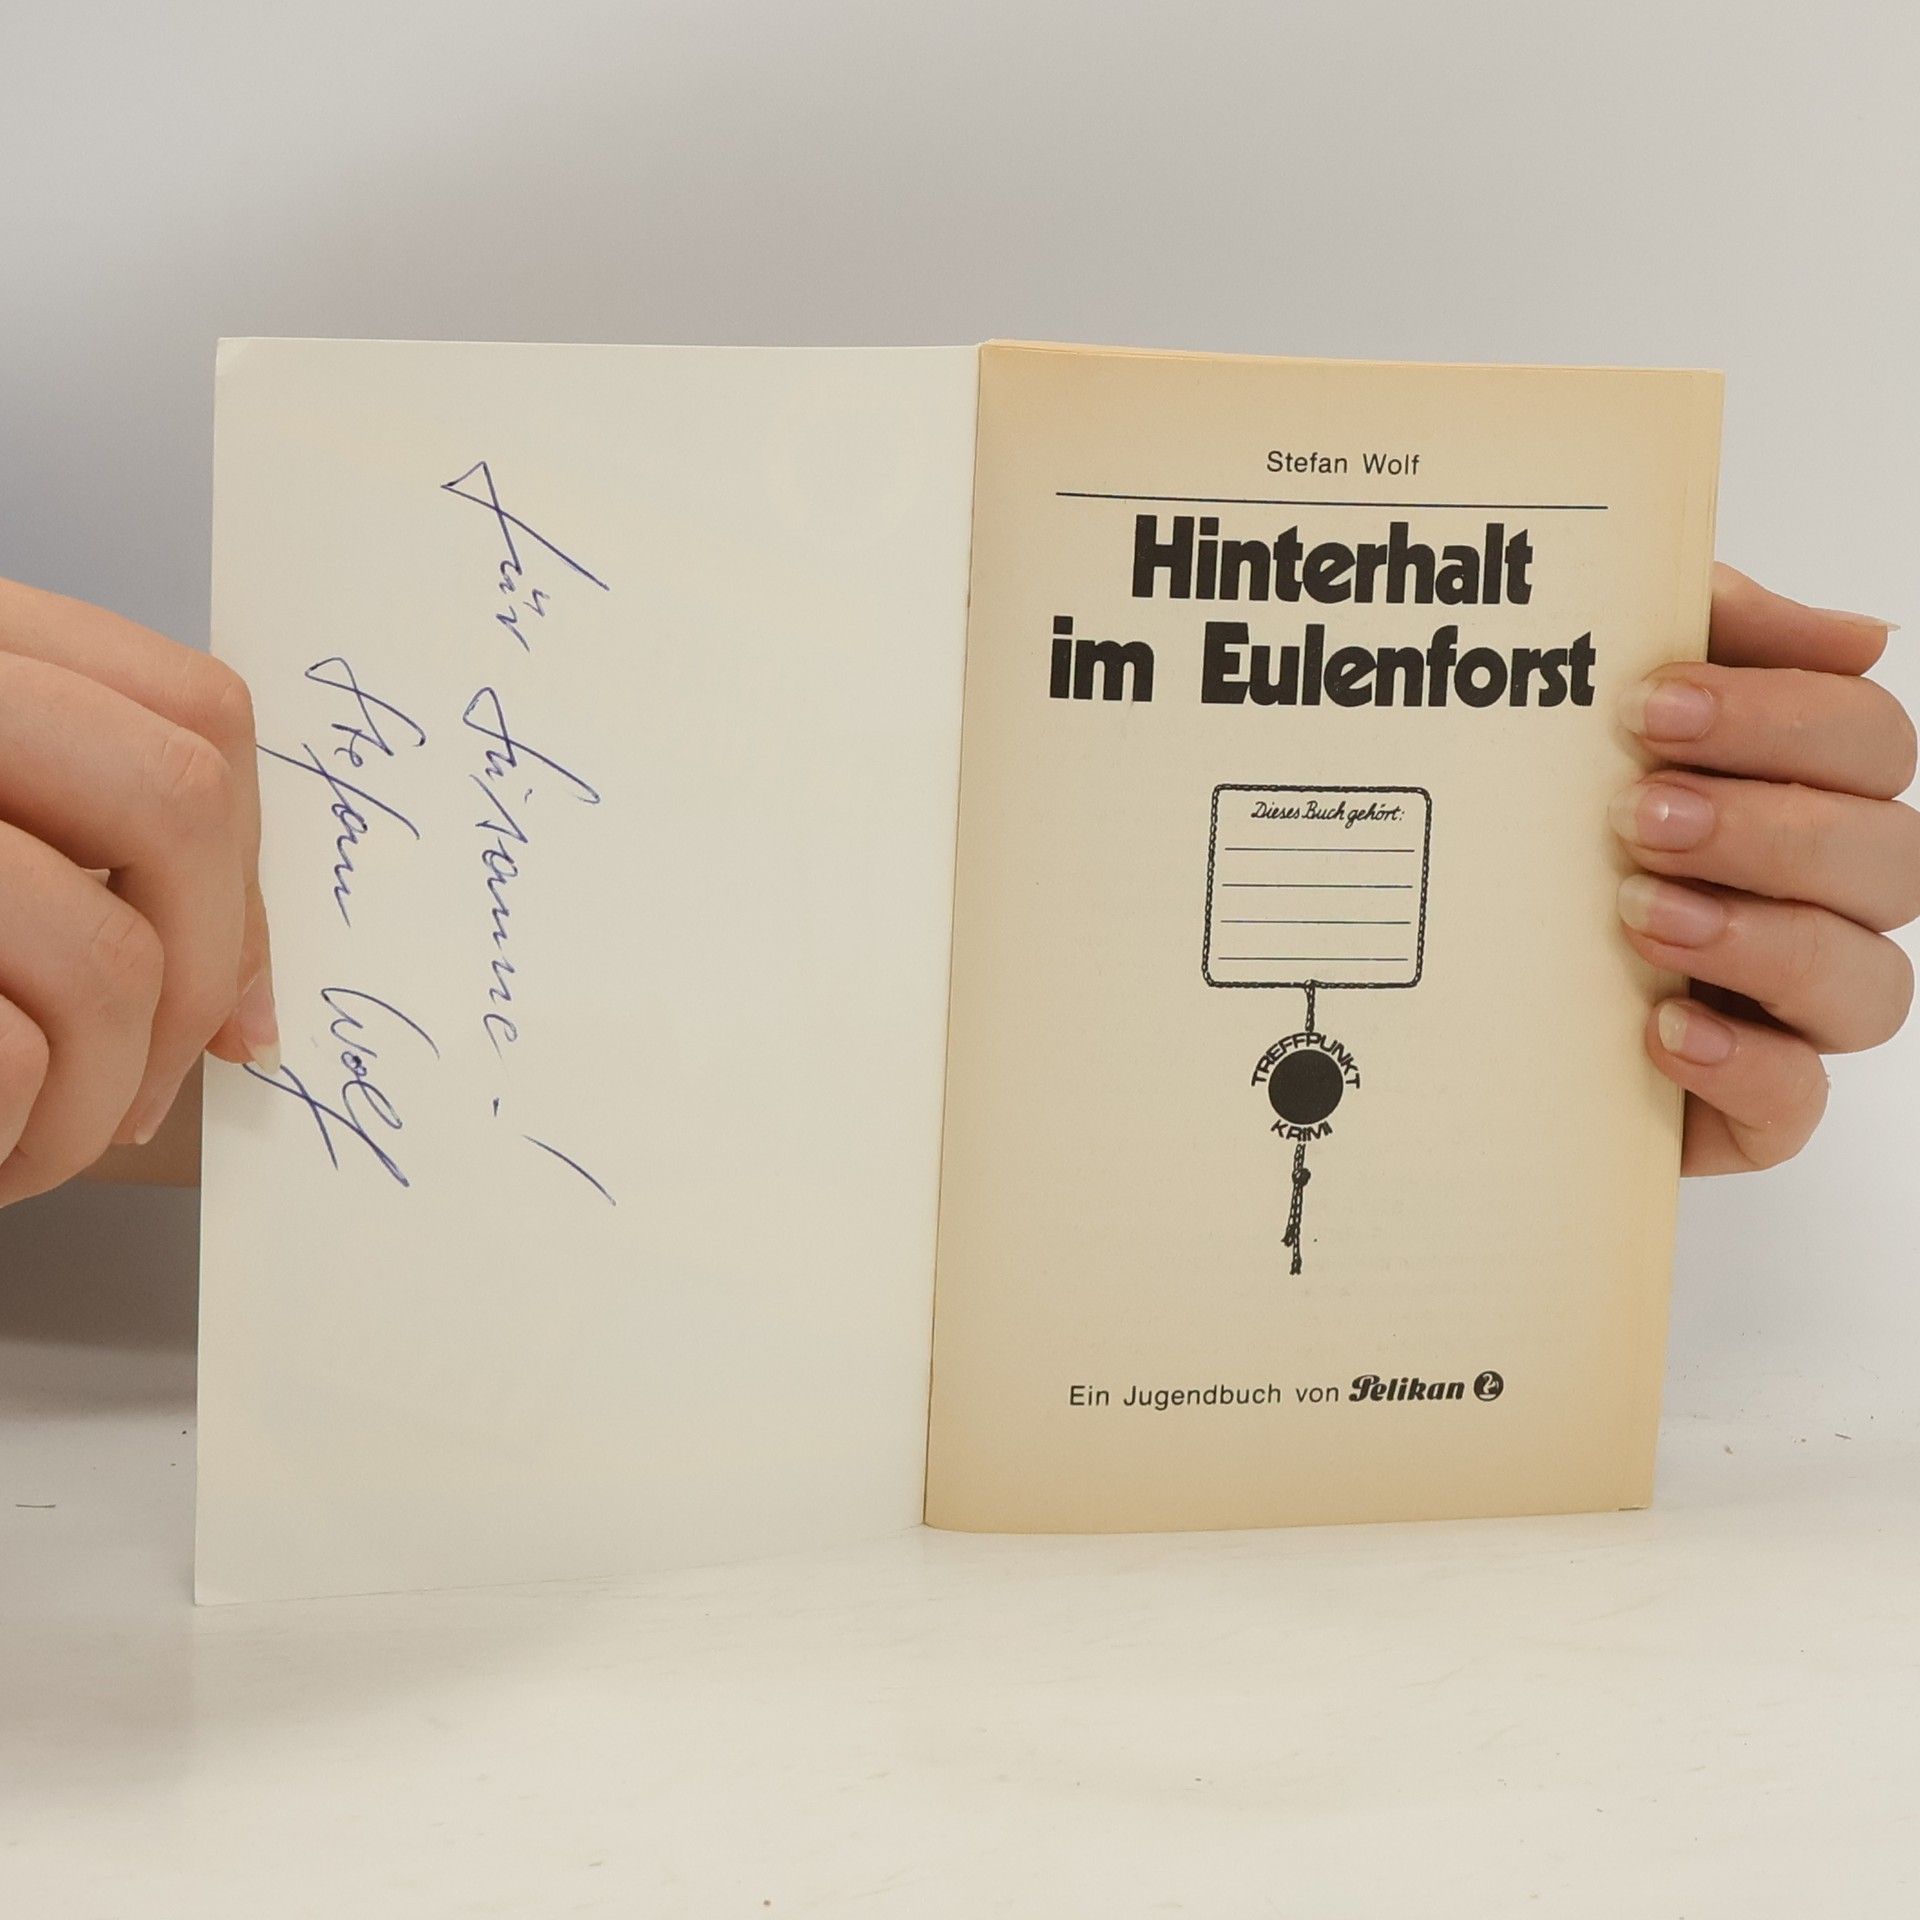 Für Susanne - !
Stefan Wolf
Stefan Wolf
Hinterhalt
im Eulenforst
Dieses Buch gehört:
TREFFPUNKT
KRIMI
Ein Jugendbuch von Pelikan